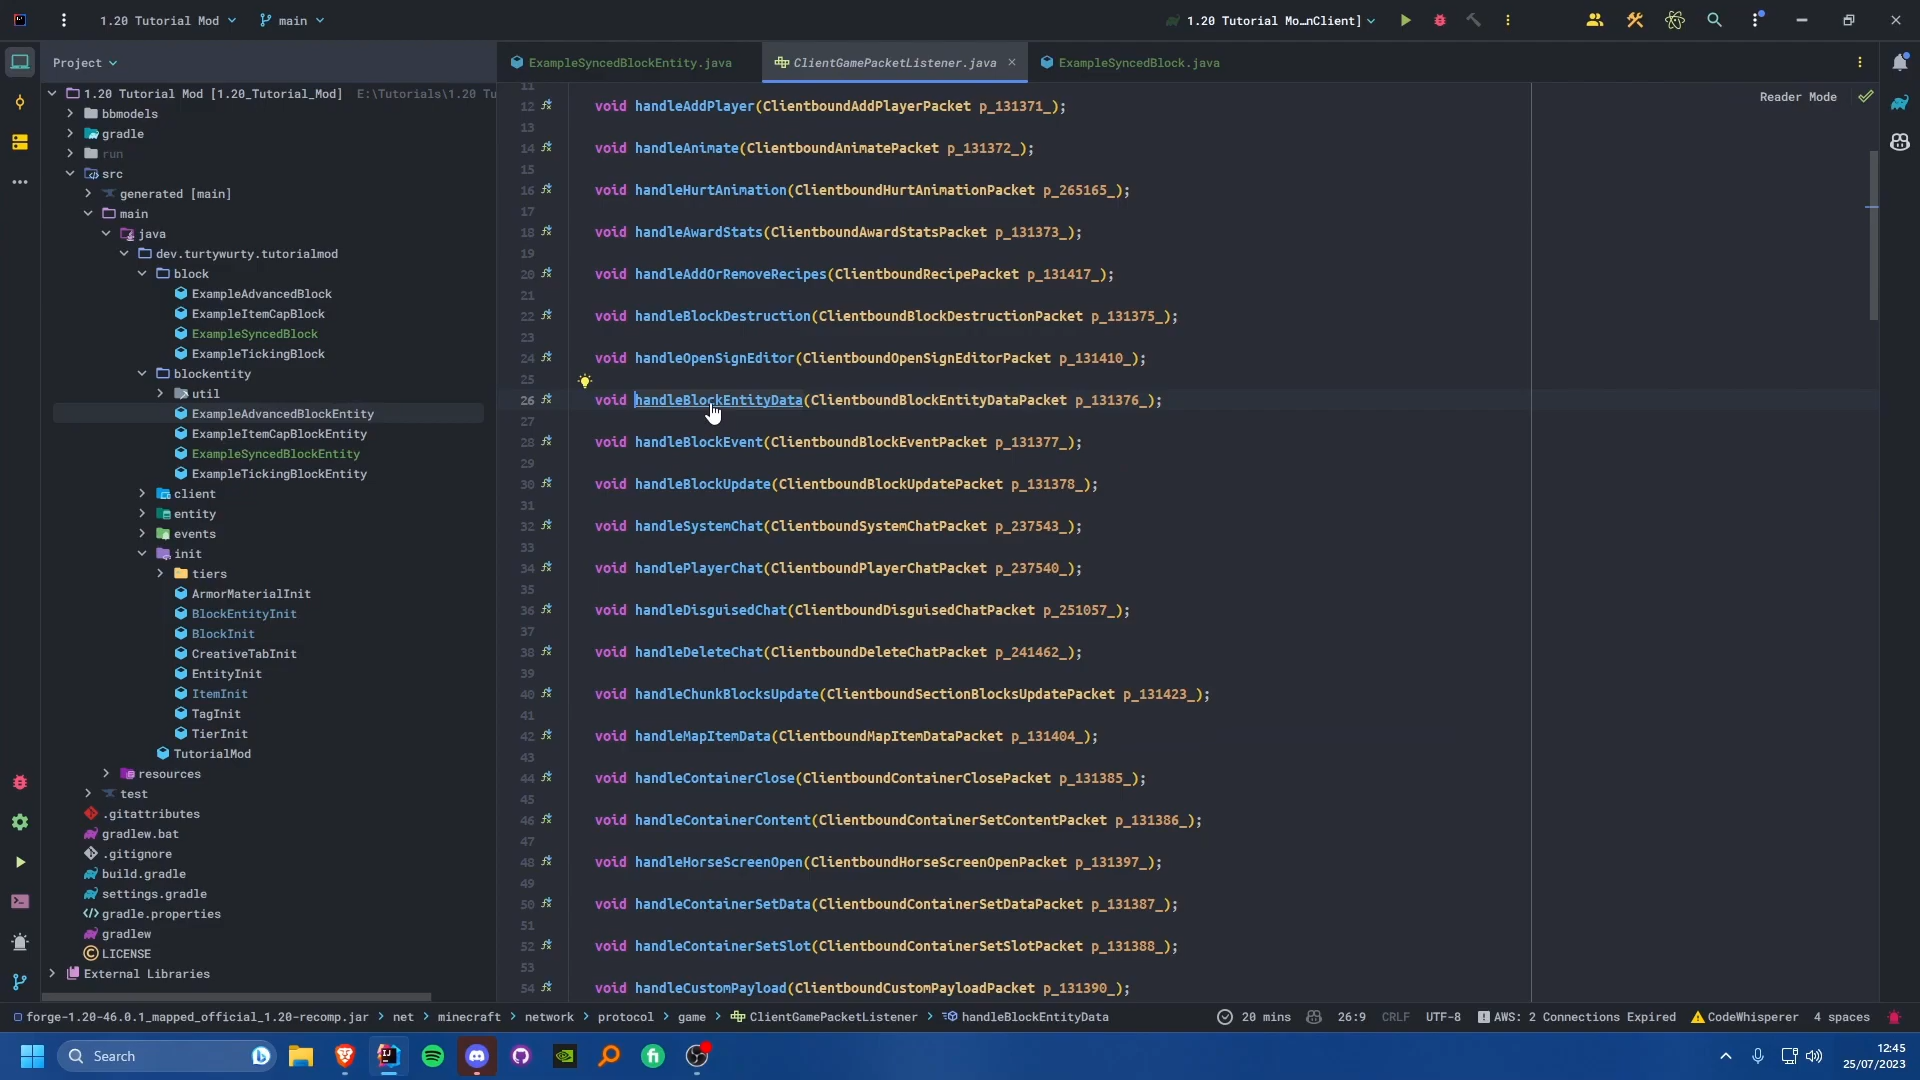 1.20 Tutorial Mod
main
1.20 Tutorial Mo…nClient]
Project
ExampleSyncedBlockEntity.java
ClientGamePacketListener.java
ExampleSyncedBlock.java
Reader Mode
1.20 Tutorial Mod [1.20_Tutorial_Mod] E:\Tutorials\1.20 Tu
bbmodels
gradle
run
src
generated [main]
main
java
dev.turtywurty.tutorialmod
block
ExampleAdvancedBlock
ExampleItemCapBlock
ExampleSyncedBlock
ExampleTickingBlock
blockentity
util
ExampleAdvancedBlockEntity
ExampleItemCapBlockEntity
ExampleSyncedBlockEntity
ExampleTickingBlockEntity
client
entity
events
init
tiers
ArmorMaterialInit
BlockEntityInit
BlockInit
CreativeTabInit
EntityInit
ItemInit
TagInit
TierInit
TutorialMod
resources
test
.gitattributes
gradlew.bat
.gitignore
build.gradle
settings.gradle
gradle.properties
gradlew
LICENSE
External Libraries
11
12 void handleAddPlayer(ClientboundAddPlayerPacket p_131371_);
13
14 void handleAnimate(ClientboundAnimatePacket p_131372_);
15
16 void handleHurtAnimation(ClientboundHurtAnimationPacket p_265165_);
17
18 void handleAwardStats(ClientboundAwardStatsPacket p_131373_);
19
20 void handleAddOrRemoveRecipes(ClientboundRecipePacket p_131417_);
21
22 void handleBlockDestruction(ClientboundBlockDestructionPacket p_131375_);
23
24 void handleOpenSignEditor(ClientboundOpenSignEditorPacket p_131410_);
25
26 void handleBlockEntityData(ClientboundBlockEntityDataPacket p_131376_);
27
28 void handleBlockEvent(ClientboundBlockEventPacket p_131377_);
29
30 void handleBlockUpdate(ClientboundBlockUpdatePacket p_131378_);
31
32 void handleSystemChat(ClientboundSystemChatPacket p_237543_);
33
34 void handlePlayerChat(ClientboundPlayerChatPacket p_237540_);
35
36 void handleDisguisedChat(ClientboundDisguisedChatPacket p_251057_);
37
38 void handleDeleteChat(ClientboundDeleteChatPacket p_241462_);
39
40 void handleChunkBlocksUpdate(ClientboundSectionBlocksUpdatePacket p_131423_);
41
42 void handleMapItemData(ClientboundMapItemDataPacket p_131404_);
43
44 void handleContainerClose(ClientboundContainerClosePacket p_131385_);
45
46 void handleContainerContent(ClientboundContainerSetContentPacket p_131386_);
47
48 void handleHorseScreenOpen(ClientboundHorseScreenOpenPacket p_131397_);
49
50 void handleContainerSetData(ClientboundContainerSetDataPacket p_131387_);
51
52 void handleContainerSetSlot(ClientboundContainerSetSlotPacket p_131388_);
53
54 void handleCustomPayload(ClientboundCustomPayloadPacket p_131390_);
forge-1.20-46.0.1_mapped_official_1.20-recomp.jar > net > minecraft > network > protocol > game > ClientGamePacketListener > handleBlockEntityData
20 mins 26:9 CRLF UTF-8 AWS: 2 Connections Expired CodeWhisperer 4 spaces
Search
12:45
25/07/2023